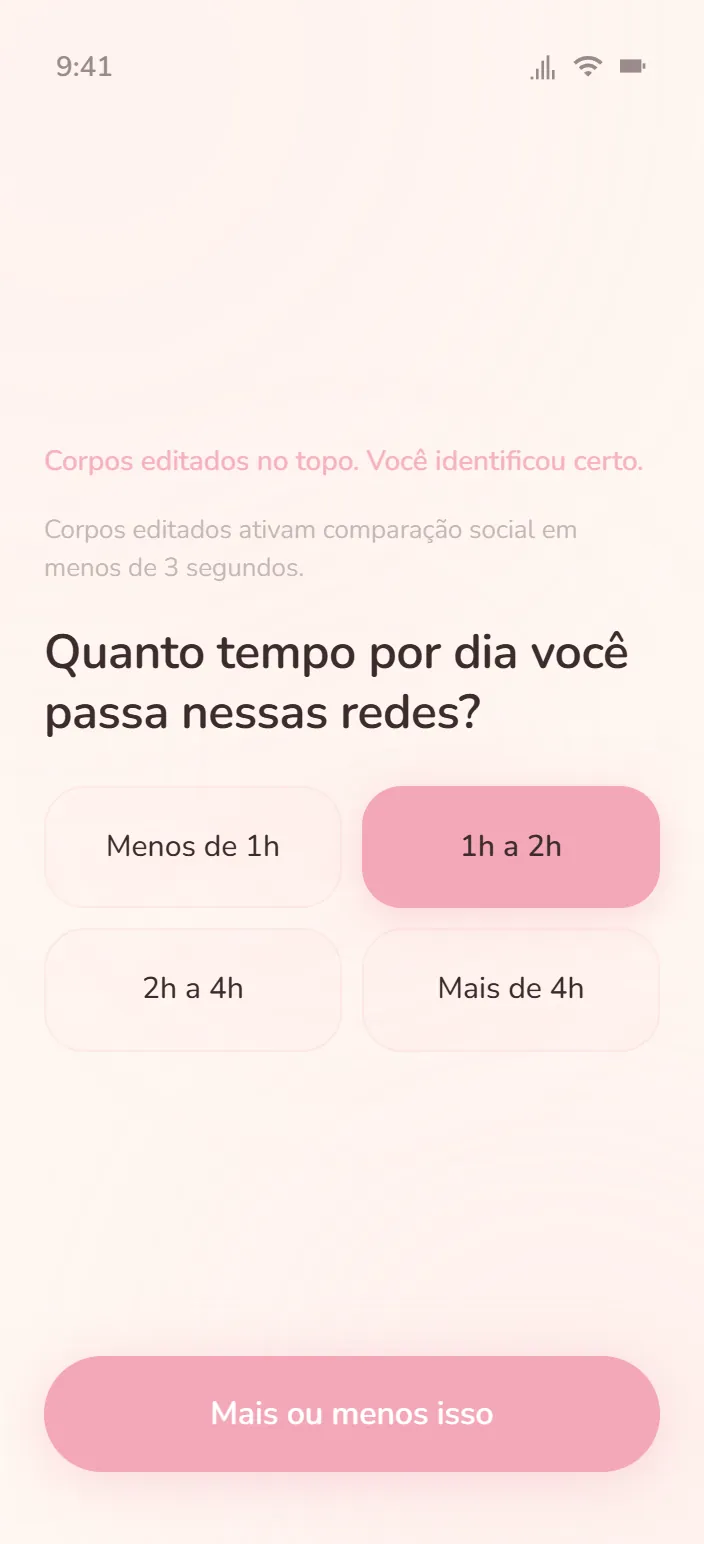 9:41
Corpos editados no topo. Você identificou certo.
Corpos editados ativam comparação social em
menos de 3 segundos.
Quanto tempo por dia você
passa nessas redes?
Menos de 1h
1h a 2h
2h a 4h
Mais de 4h
Mais ou menos isso